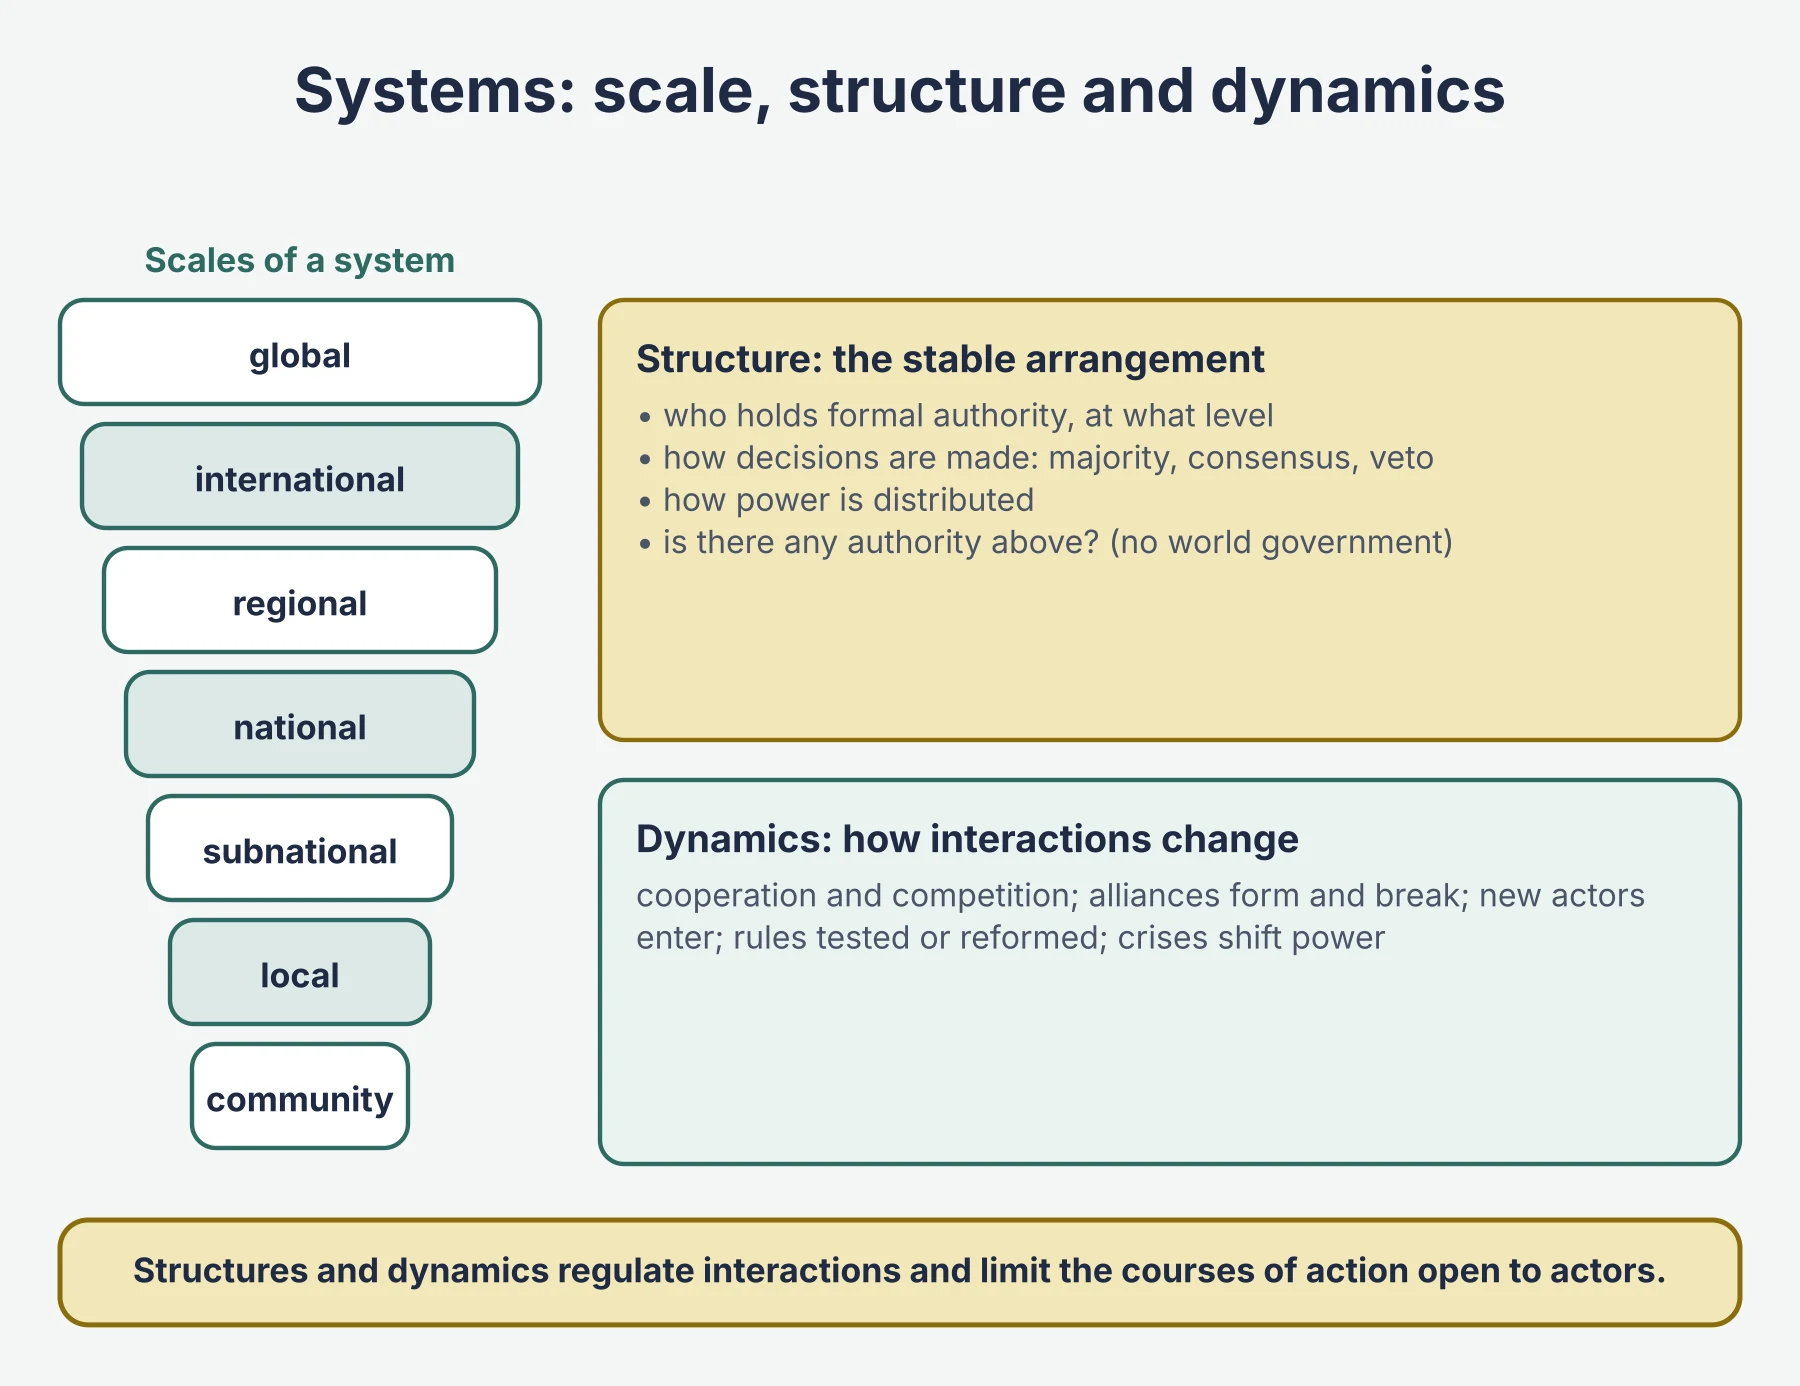 Systems: scale, structure and dynamics
Scales of a system
global
international
regional
national
subnational
local
community
Structure: the stable arrangement
• who holds formal authority, at what level
• how decisions are made: majority, consensus, veto
• how power is distributed
• is there any authority above? (no world government)
Dynamics: how interactions change
cooperation and competition; alliances form and break; new actors
enter; rules tested or reformed; crises shift power
Structures and dynamics regulate interactions and limit the courses of action open to actors.